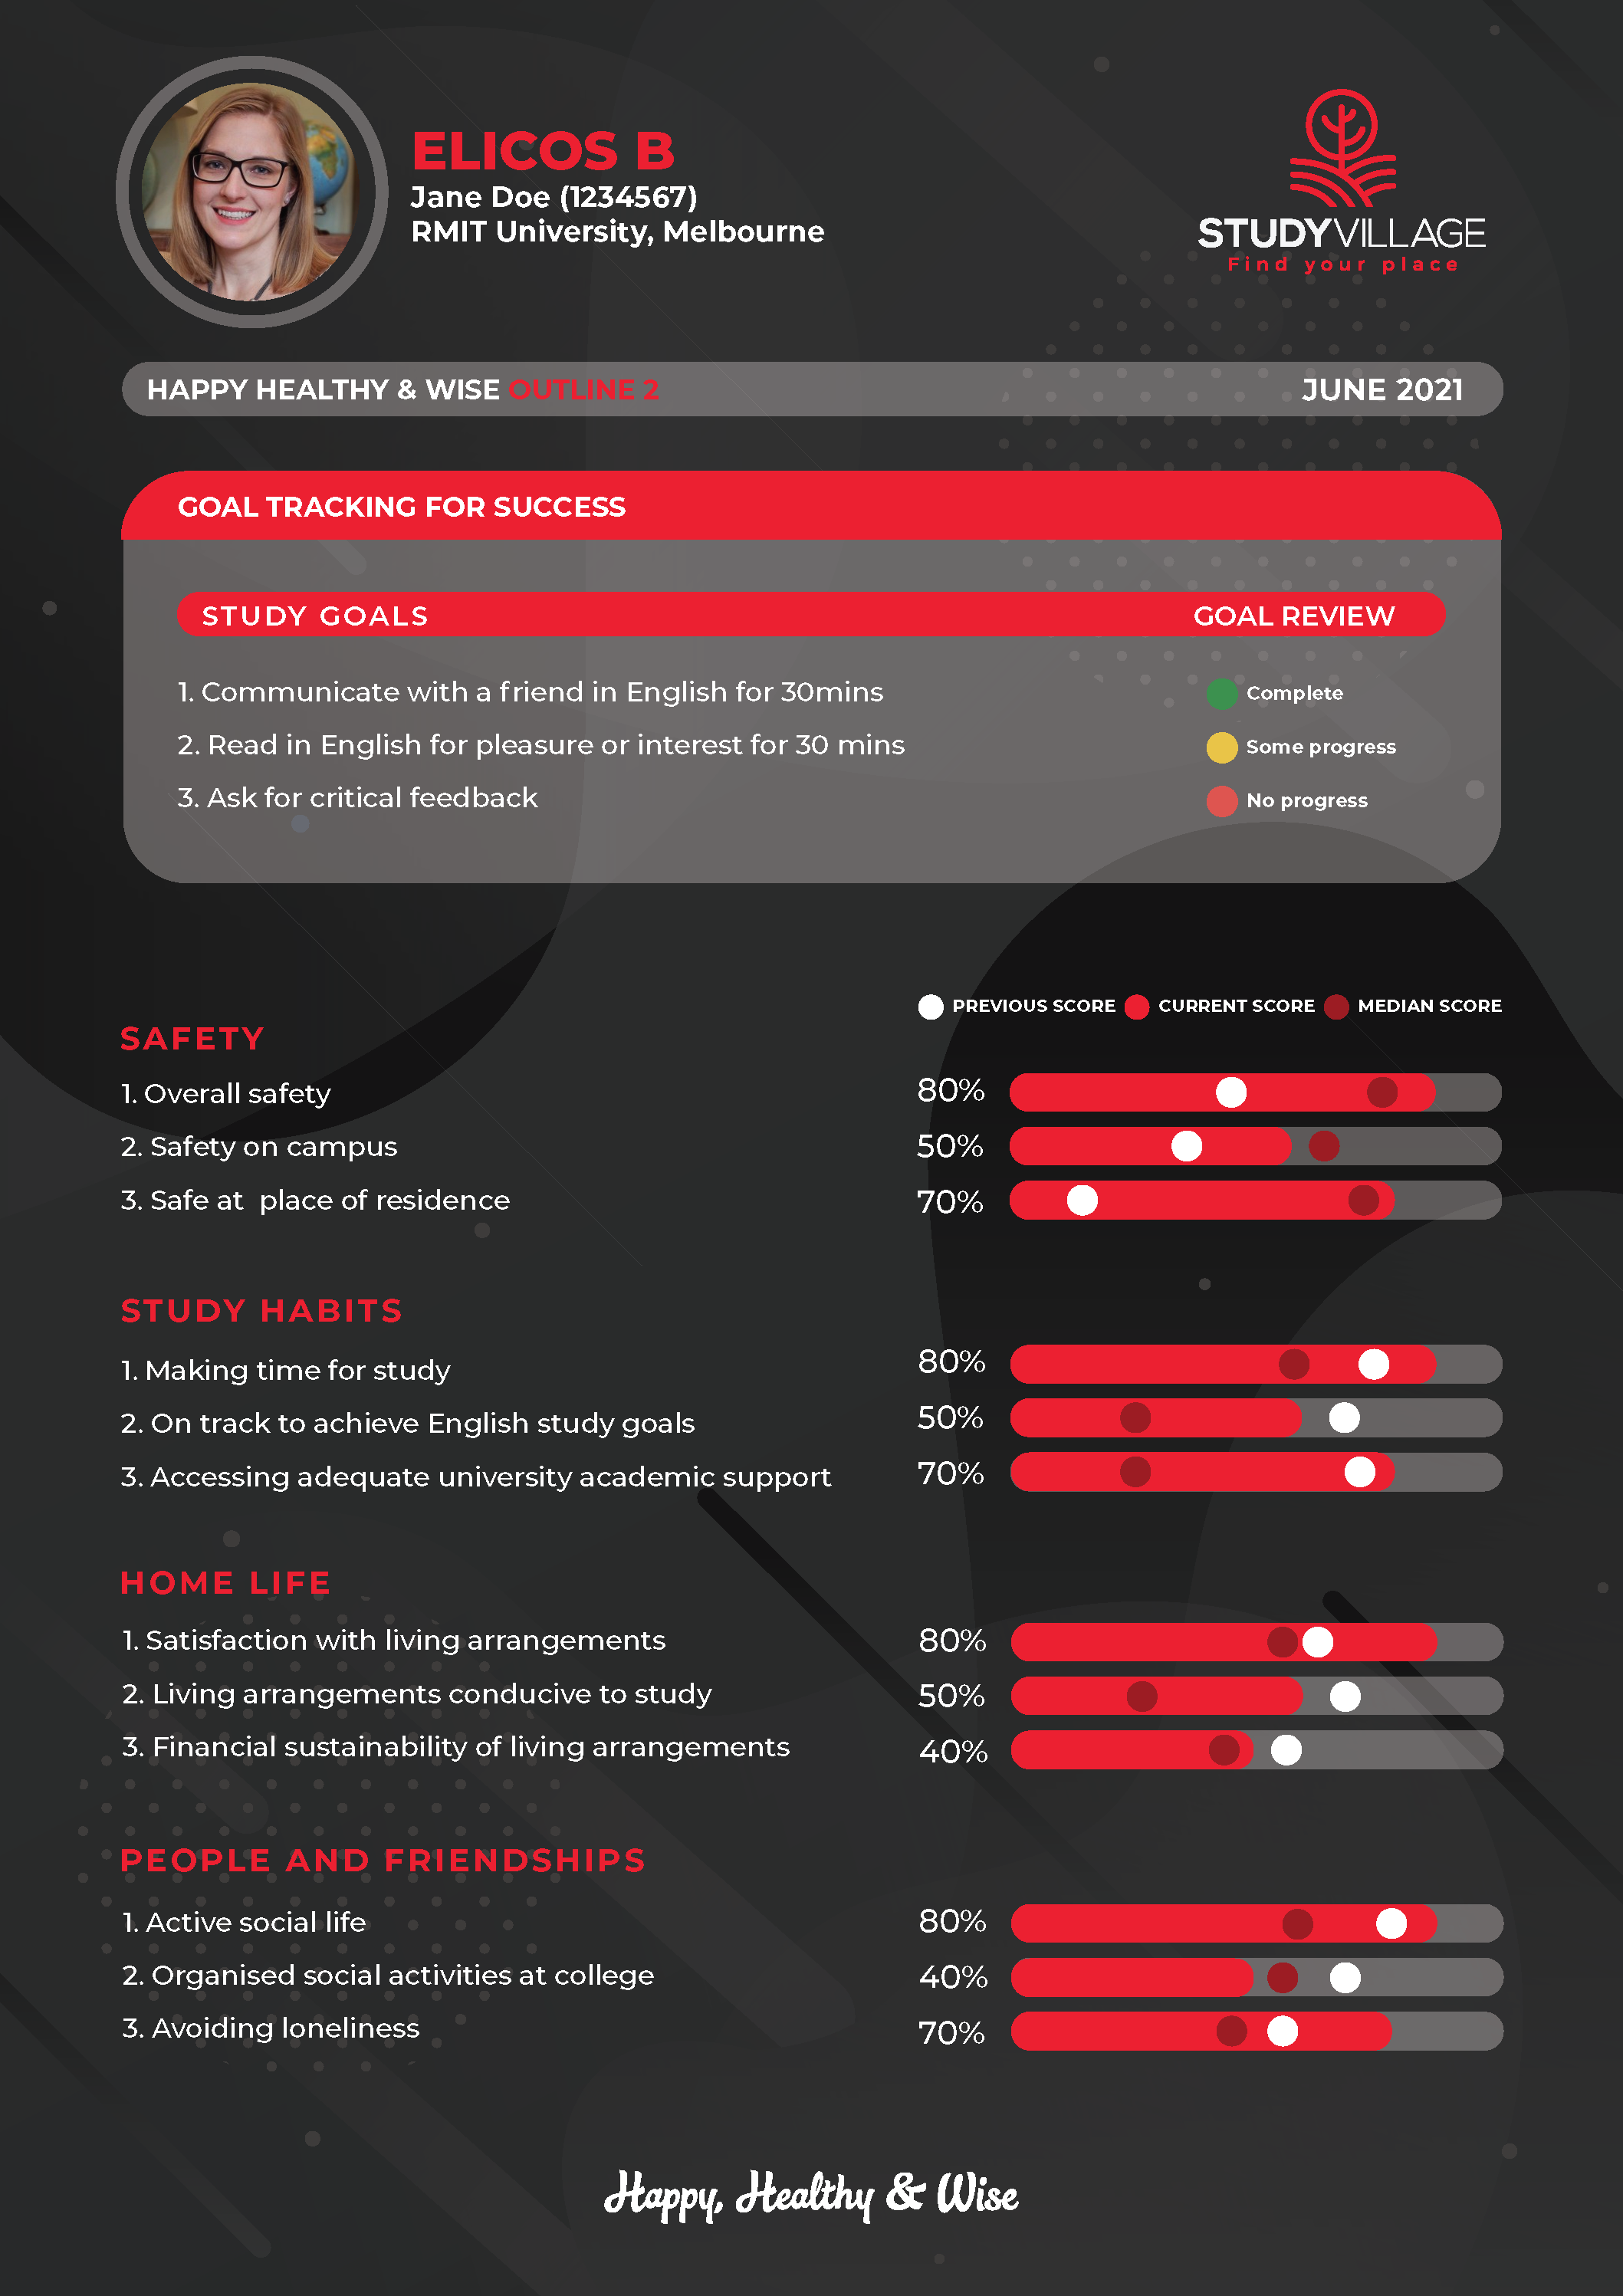 ELICOS B
Jane Doe (1234567)
RMIT University, Melbourne
STUDYVILLAGE
Find your place
HAPPY HEALTHY & WISE OUTLINE 2 JUNE 2021
GOAL TRACKING FOR SUCCESS
STUDY GOALS GOAL REVIEW
1. Communicate with a friend in English for 30mins Complete
2. Read in English for pleasure or interest for 30 mins Some progress
3. Ask for critical feedback No progress
PREVIOUS SCORE CURRENT SCORE MEDIAN SCORE
SAFETY
1. Overall safety 80%
2. Safety on campus 50%
3. Safe at place of residence 70%
STUDY HABITS
1. Making time for study 80%
2. On track to achieve English study goals 50%
3. Accessing adequate university academic support 70%
HOME LIFE
1. Satisfaction with living arrangements 80%
2. Living arrangements conducive to study 50%
3. Financial sustainability of living arrangements 40%
PEOPLE AND FRIENDSHIPS
1. Active social life 80%
2. Organised social activities at college 40%
3. Avoiding loneliness 70%
Happy, Healthy & Wise